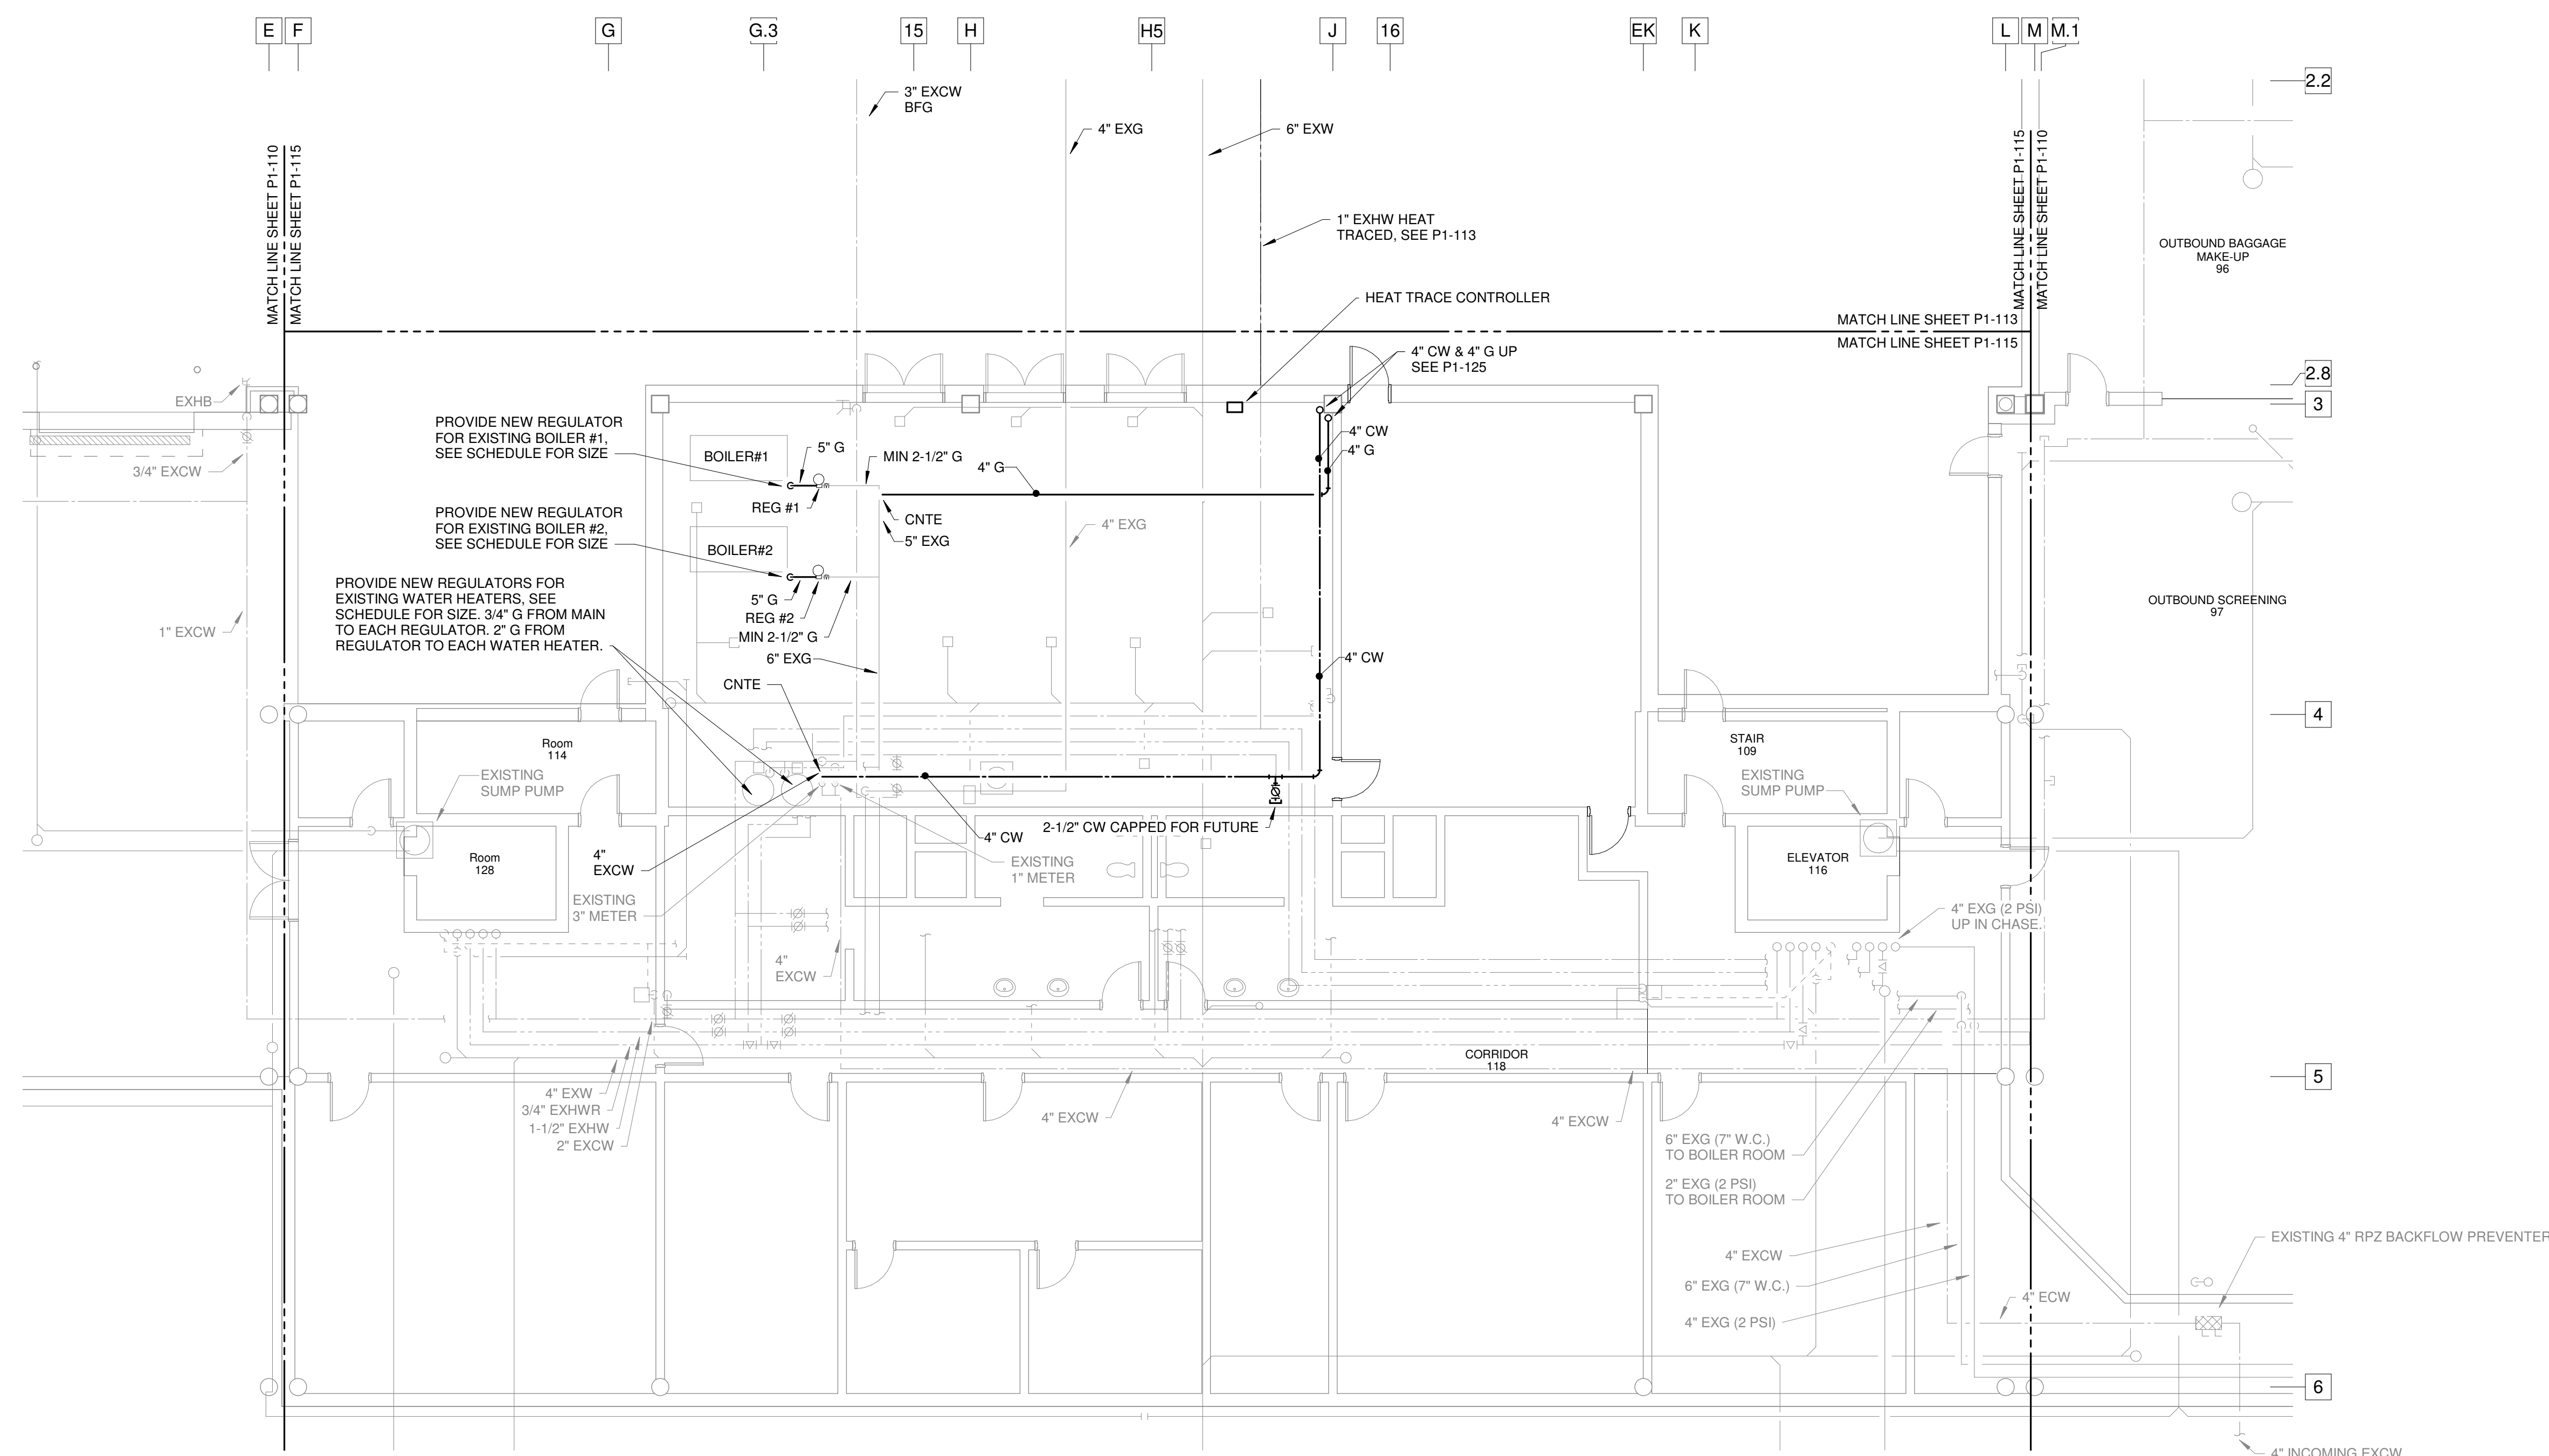 E
F
G
G.3
15
H
H5
J
16
EK
K
L
M
M.1
2.2
3" EXCW
BFG
4" EXG
6" EXW
MATCH LINE SHEET P1-110
MATCH LINE SHEET P1-115
MATCH LINE SHEET P1-115
MATCH LINE SHEET P1-110
1" EXHW HEAT
TRACED, SEE P1-113
OUTBOUND BAGGAGE
MAKE-UP
96
HEAT TRACE CONTROLLER
MATCH LINE SHEET P1-113
MATCH LINE SHEET P1-115
4" CW & 4" G UP
SEE P1-125
2.8
3
EXHB
PROVIDE NEW REGULATOR
FOR EXISTING BOILER #1,
SEE SCHEDULE FOR SIZE
BOILER#1
5" G
MIN 2-1/2" G
4" G
4" CW
4" G
3/4" EXCW
REG #1
CNTE
5" EXG
4" EXG
PROVIDE NEW REGULATOR
FOR EXISTING BOILER #2,
SEE SCHEDULE FOR SIZE
BOILER#2
5" G
REG #2
MIN 2-1/2" G
PROVIDE NEW REGULATORS FOR
EXISTING WATER HEATERS, SEE
SCHEDULE FOR SIZE. 3/4" G FROM MAIN
TO EACH REGULATOR. 2" G FROM
REGULATOR TO EACH WATER HEATER.
1" EXCW
6" EXG
CNTE
4" CW
OUTBOUND SCREENING
97
4
Room
114
STAIR
109
EXISTING
SUMP PUMP
EXISTING
SUMP PUMP
2-1/2" CW CAPPED FOR FUTURE
4" CW
4"
EXCW
EXISTING
1" METER
Room
128
ELEVATOR
116
EXISTING
3" METER
4" EXG (2 PSI)
UP IN CHASE.
4"
EXCW
CORRIDOR
118
5
4" EXW
3/4" EXHWR
1-1/2" EXHW
2" EXCW
4" EXCW
4" EXCW
6" EXG (7" W.C.)
TO BOILER ROOM
2" EXG (2 PSI)
TO BOILER ROOM
EXISTING 4" RPZ BACKFLOW PREVENTER
4" EXCW
6" EXG (7" W.C.)
4" ECW
4" EXG (2 PSI)
6
4" INCOMING EXCW